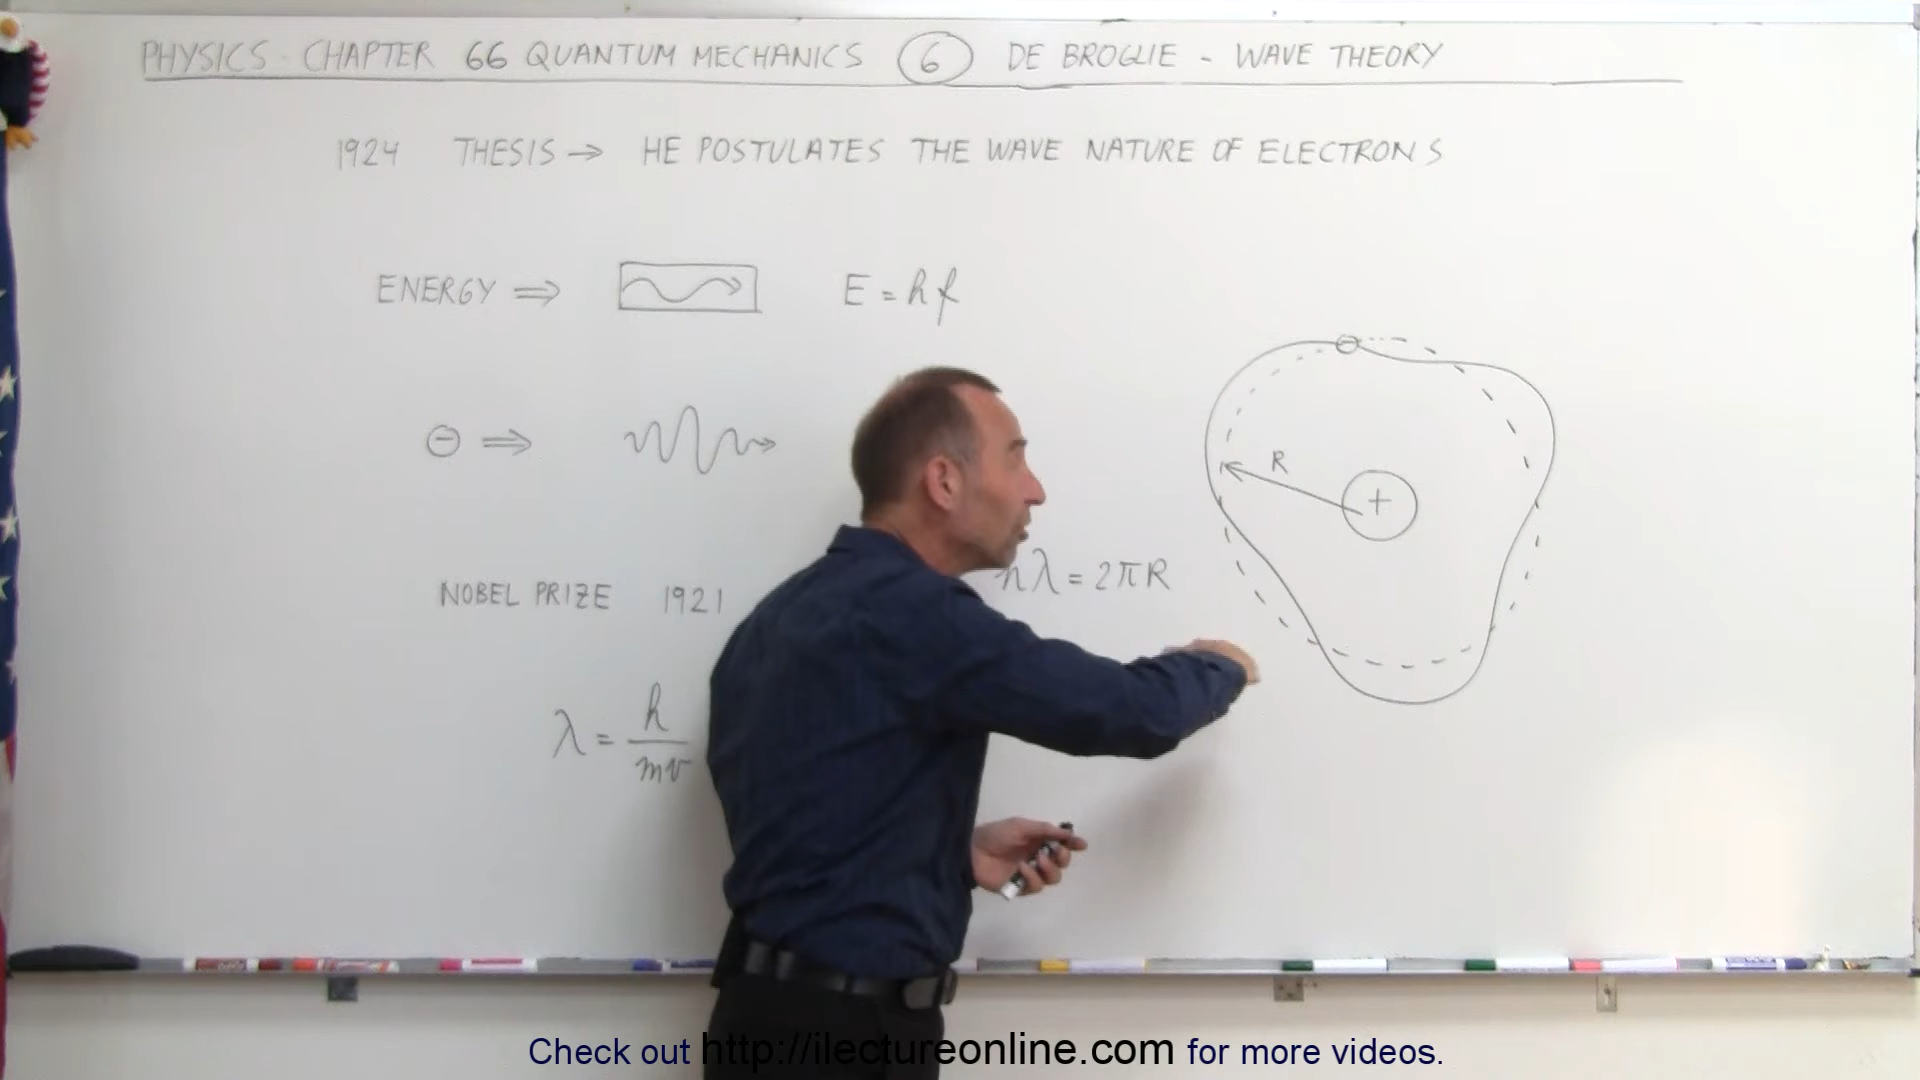 PHYSICS - CHAPTER 66 QUANTUM MECHANICS 6 DE BROGLIE - WAVE THEORY
1924 THESIS → HE POSTULATES THE WAVE NATURE OF ELECTRONS
ENERGY ⇒ E = hf
⊖ ⇒
R
+
nλ = 2πR
NOBEL PRIZE 1921
λ = h/mv
Check out http://ilectureonline.com for more videos.